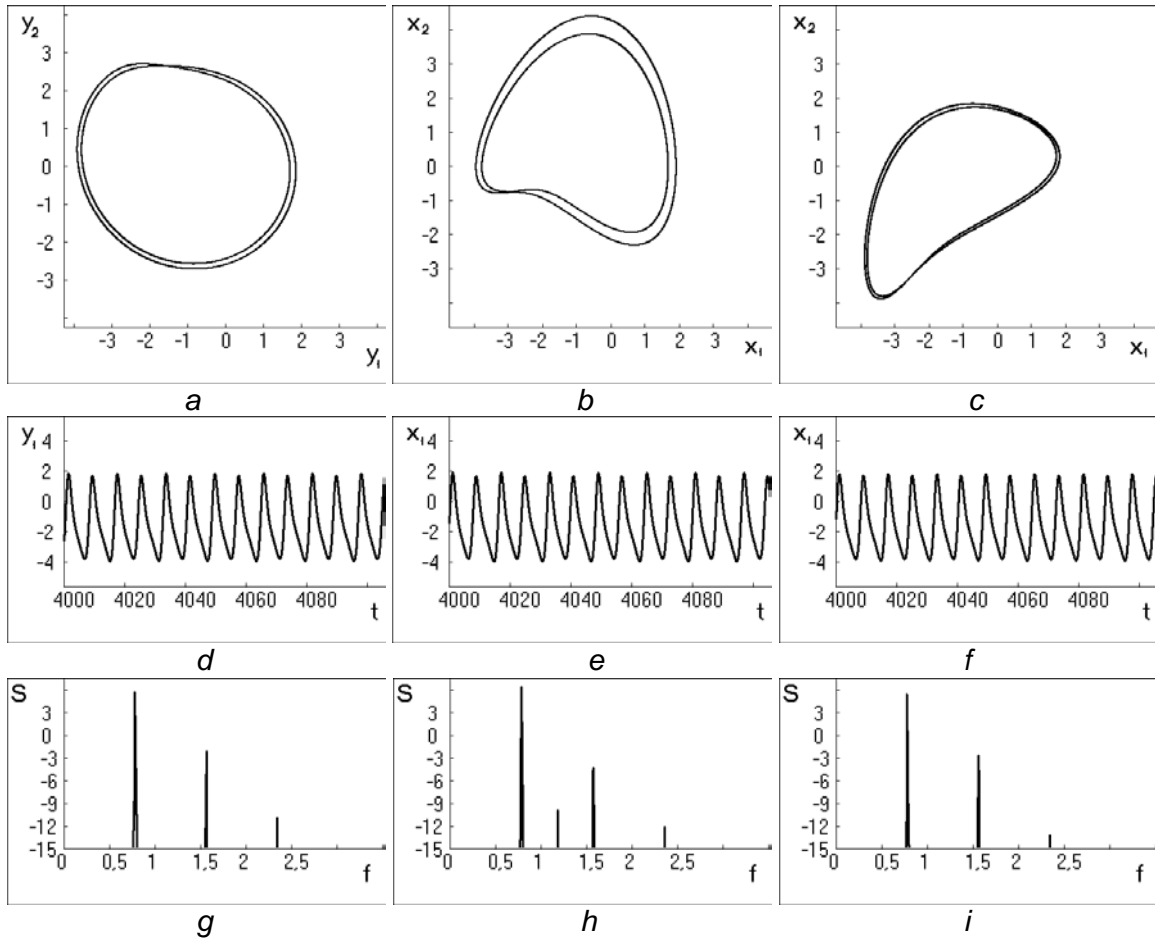 y₂ 3 2 1 0 -1 -2 -3 -3 -2 -1 0 1 2 3 y₁
x₂ 3 2 1 0 -1 -2 -3 -3 -2 -1 0 1 2 3 x₁
x₂ 3 2 1 0 -1 -2 -3 -3 -2 -1 0 1 2 3 x₁
a b c
y₁ 4 2 0 -2 -4 4000 4020 4040 4060 4080 t
x₁ 4 2 0 -2 -4 4000 4020 4040 4060 4080 t
x₁ 4 2 0 -2 -4 4000 4020 4040 4060 4080 t
d e f
S 3 0 -3 -6 -9 -12 -15 0 0,5 1 1,5 2 2,5 f
S 3 0 -3 -6 -9 -12 -15 0 0,5 1 1,5 2 2,5 f
S 3 0 -3 -6 -9 -12 -15 0 0,5 1 1,5 2 2,5 f
g h i